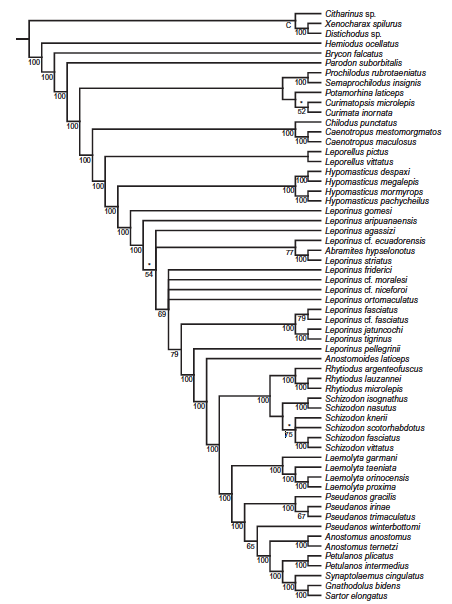 Citharinus sp.
Xenocharax spilurus
C
Distichodus sp.
100
Hemiodus ocellatus
Brycon falcatus
100
Parodon suborbitalis
100
Prochilodus rubrotaeniatus
Semaprochilodus insignis
100
100
Potamorhina laticeps
Curimatopsis microlepis
*
Curimata inornata
52
Chilodus punctatus
100
Caenotropus mestomorgmatos
100
Caenotropus maculosus
100
Leporellus pictus
100
Leporellus vittatus
Hypomasticus despaxi
Hypomasticus megalepis
100
100
Hypomasticus mormyrops
100
Hypomasticus pachycheilus
100
Leporinus gomesi
100
Leporinus aripuanaensis
Leporinus agassizi
100
Leporinus cf. ecuadorensis
Abramites hypselonotus
77
Leporinus striatus
100
*
Leporinus friderici
54
Leporinus cf. moralesi
Leporinus cf. niceforoi
Leporinus ortomaculatus
Leporinus fasciatus
69
Leporinus cf. fasciatus
79
Leporinus jatuncochi
100
Leporinus tigrinus
100
Leporinus pellegrinii
79
Anostomoides laticeps
100
Rhytiodus argenteofuscus
Rhytiodus lauzannei
100
Rhytiodus microlepis
100
Schizodon isognathus
100
Schizodon nasutus
100
100
Schizodon knerii
Schizodon scotorhabdotus
*
75
Schizodon fasciatus
Schizodon vittatus
100
100
Laemolyta garmani
Laemolyta taeniata
100
Laemolyta orinocensis
100
Laemolyta proxima
100
Pseudanos gracilis
100
Pseudanos irinae
100
Pseudanos trimaculatus
67
Pseudanos winterbottomi
100
Anostomus anostomus
Anostomus ternetzi
100
65
Petulanos plicatus
100
Petulanos intermedius
100
Synaptolaemus cingulatus
100
Gnathodolus bidens
100
Sartor elongatus
100